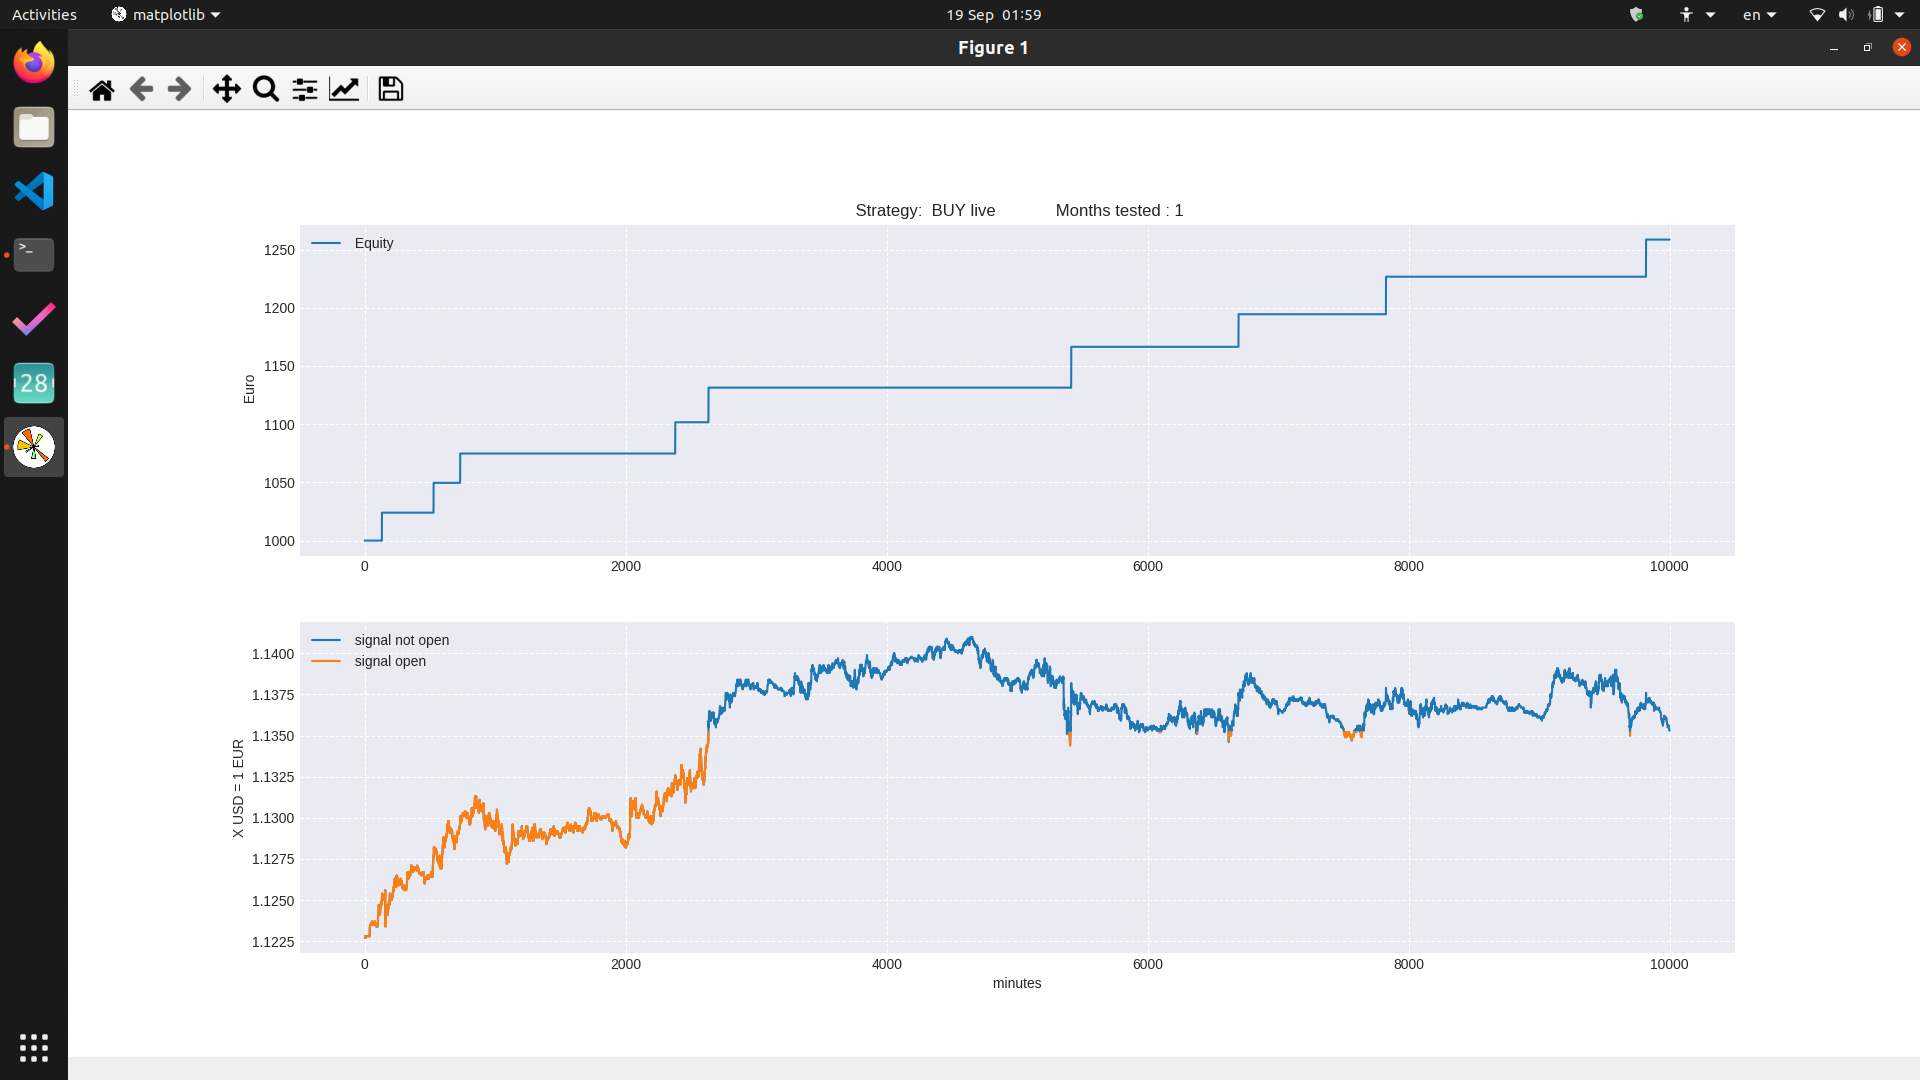 Activities matplotlib 19 Sep 01:59 en
Figure 1
>_
28
Strategy: BUY live Months tested : 1
Equity
1250
1200
1150
1100
1050
1000
Euro
0 2000 4000 6000 8000 10000
signal not open
signal open
1.1400
1.1375
1.1350
1.1325
1.1300
1.1275
1.1250
1.1225
X USD = 1 EUR
0 2000 4000 6000 8000 10000
minutes